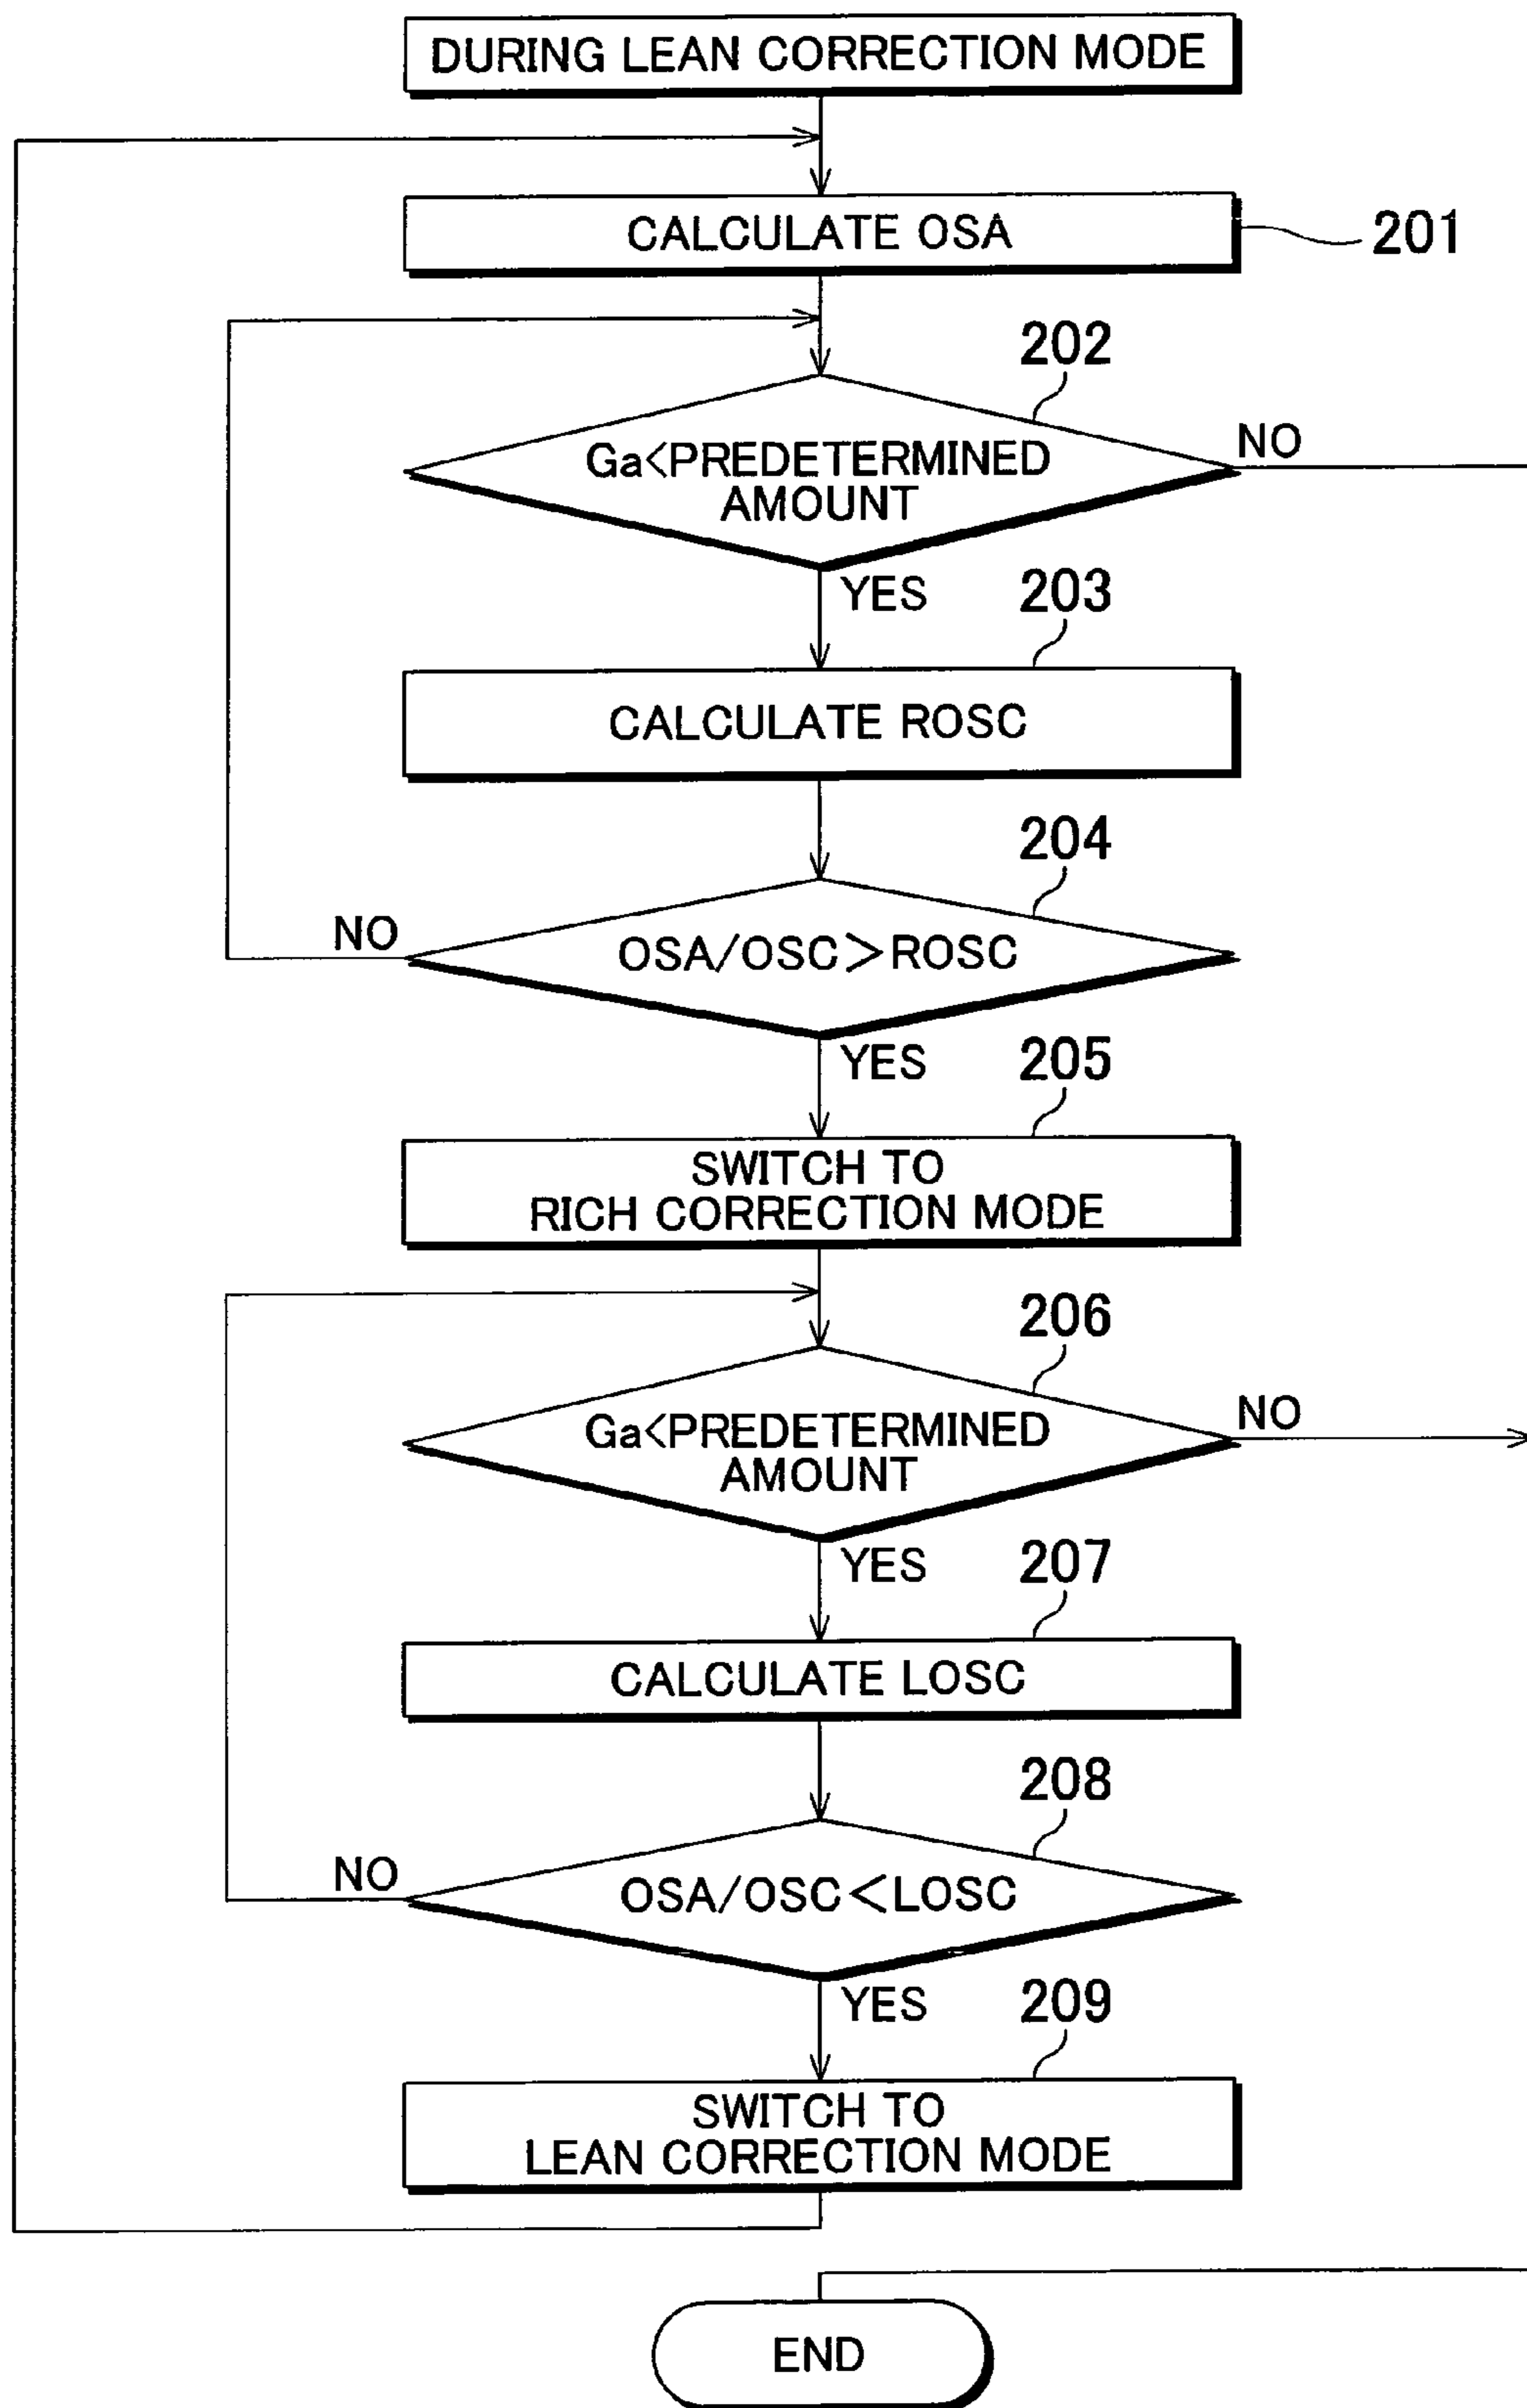 DURING LEAN CORRECTION MODE
CALCULATE OSA
201
202
Ga<PREDETERMINED
AMOUNT
NO
YES
203
CALCULATE ROSC
204
NO
OSA/OSC>ROSC
YES
205
SWITCH TO
RICH CORRECTION MODE
206
NO
Ga<PREDETERMINED
AMOUNT
YES
207
CALCULATE LOSC
208
NO
OSA/OSC<LOSC
YES
209
SWITCH TO
LEAN CORRECTION MODE
END